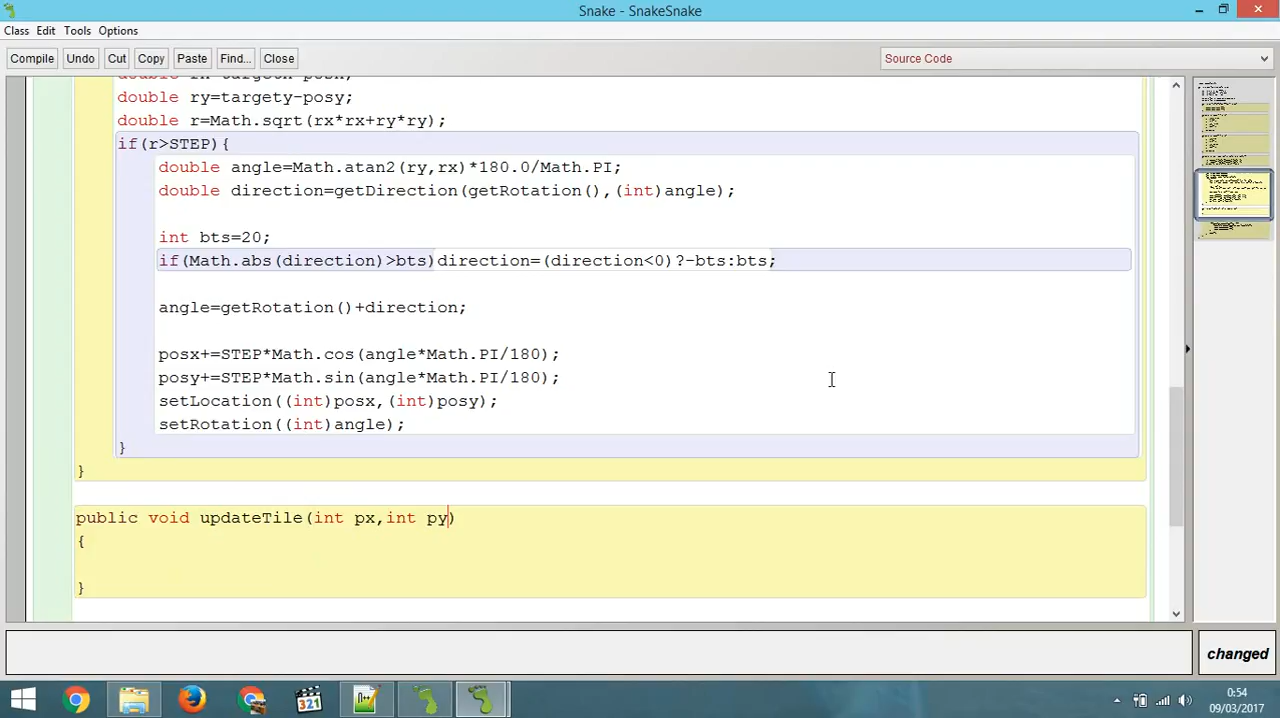 Snake - SnakeSnake
Class Edit Tools Options
Compile Undo Cut Copy Paste Find... Close Source Code
double ry=targety-posy;
double r=Math.sqrt(rx*rx+ry*ry);
if(r>STEP){
double angle=Math.atan2(ry,rx)*180.0/Math.PI;
double direction=getDirection(getRotation(),(int)angle);
int bts=20;
if(Math.abs(direction)>bts)direction=(direction<0)?-bts:bts;
angle=getRotation()+direction;
posx+=STEP*Math.cos(angle*Math.PI/180);
posy+=STEP*Math.sin(angle*Math.PI/180);
setLocation((int)posx,(int)posy);
setRotation((int)angle);
}
}
public void updateTile(int px,int py)
{
}
changed
321
0:54
09/03/2017